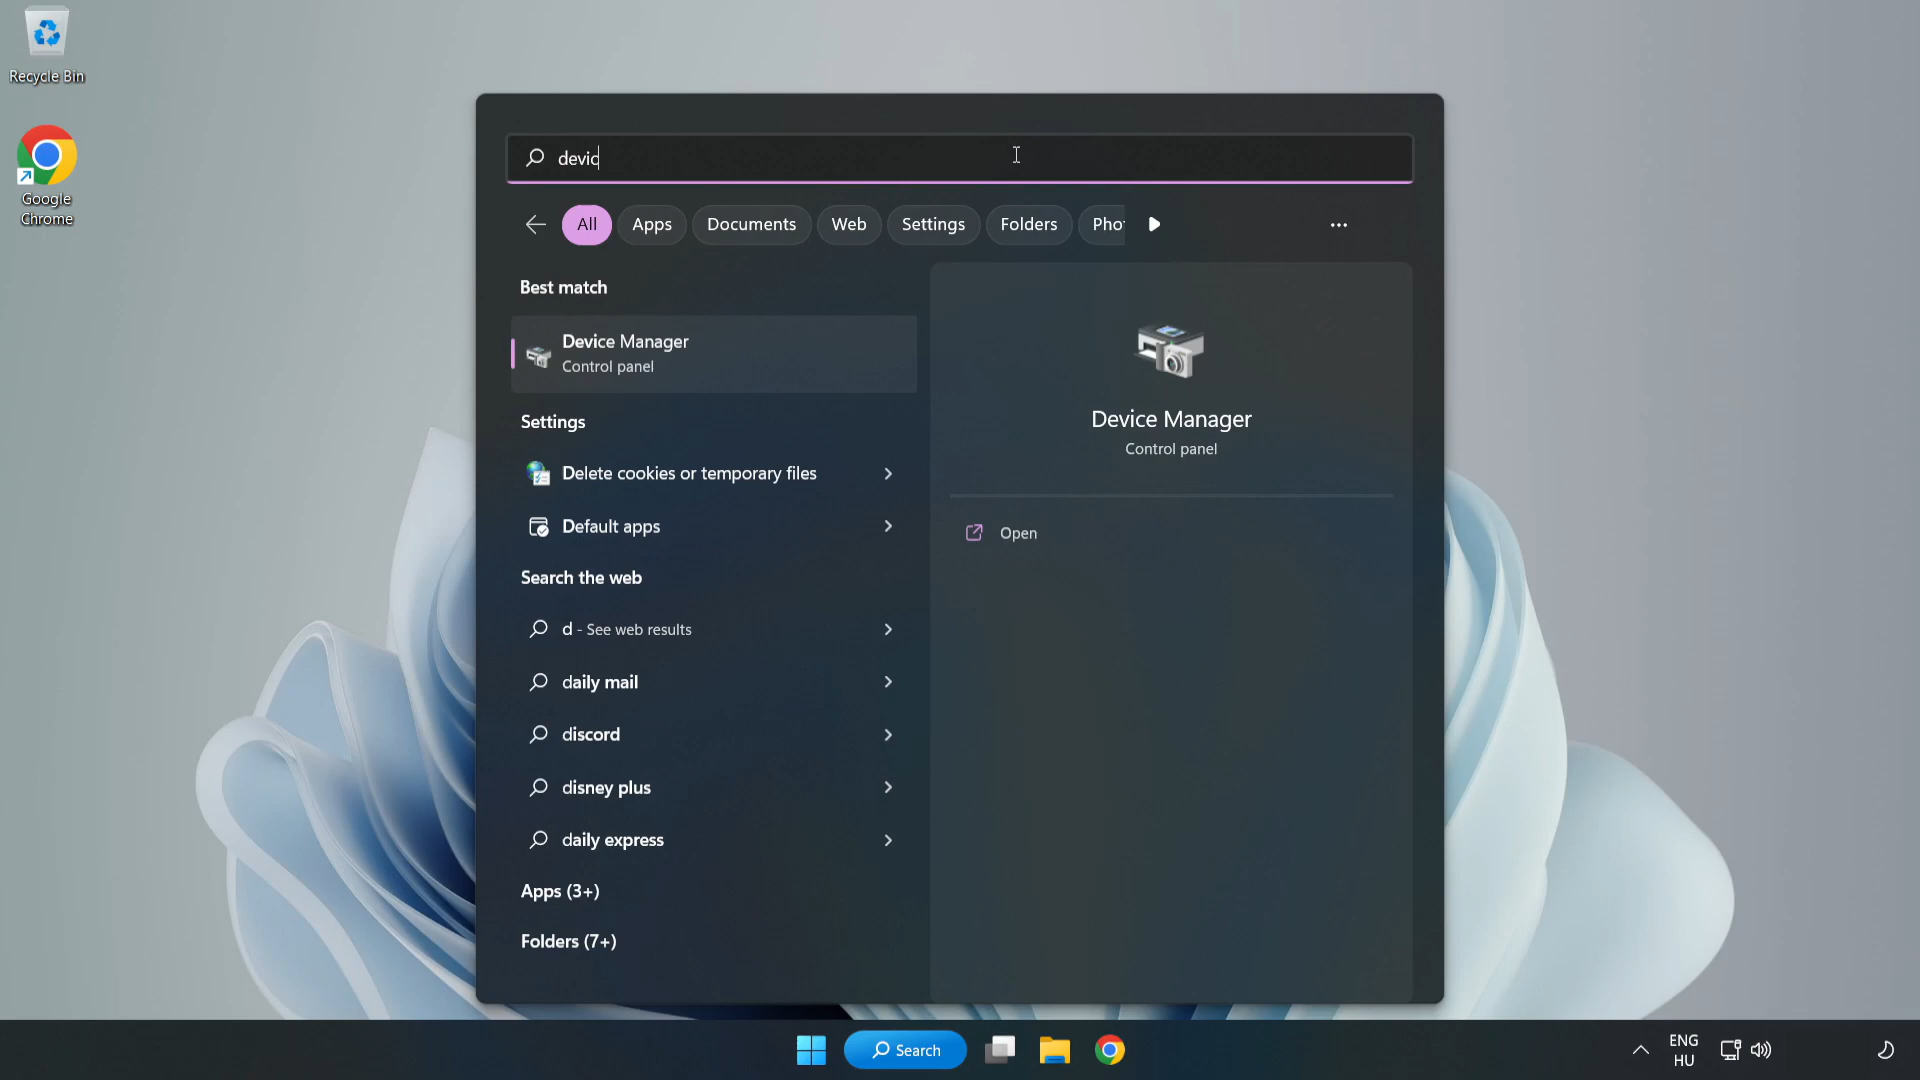 Recycle Bin
Google
Chrome
devic
All
Apps
Documents
Web
Settings
Folders
Pho
Best match
Device Manager
Control panel
Settings
Delete cookies or temporary files
Default apps
Search the web
d - See web results
daily mail
discord
disney plus
daily express
Apps (3+)
Folders (7+)
Device Manager
Control panel
Open
Search
ENG
HU